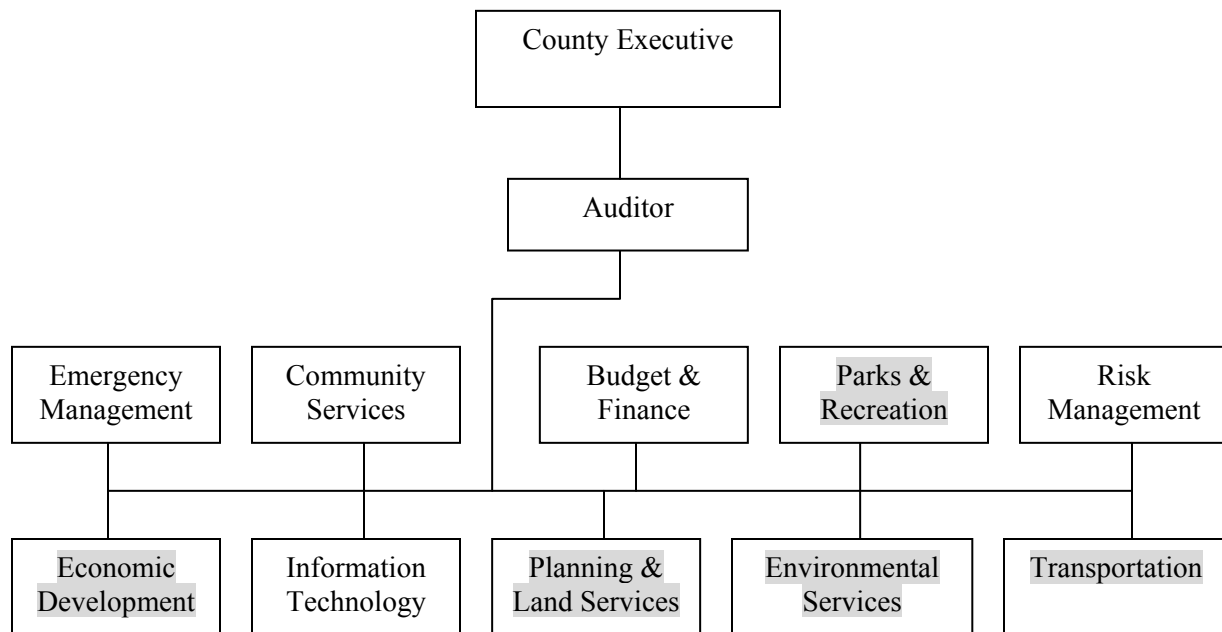 County Executive
Auditor
Emergency
Management
Community
Services
Budget &
Finance
Parks &
Recreation
Risk
Management
Economic
Development
Information
Technology
Planning &
Land Services
Environmental
Services
Transportation